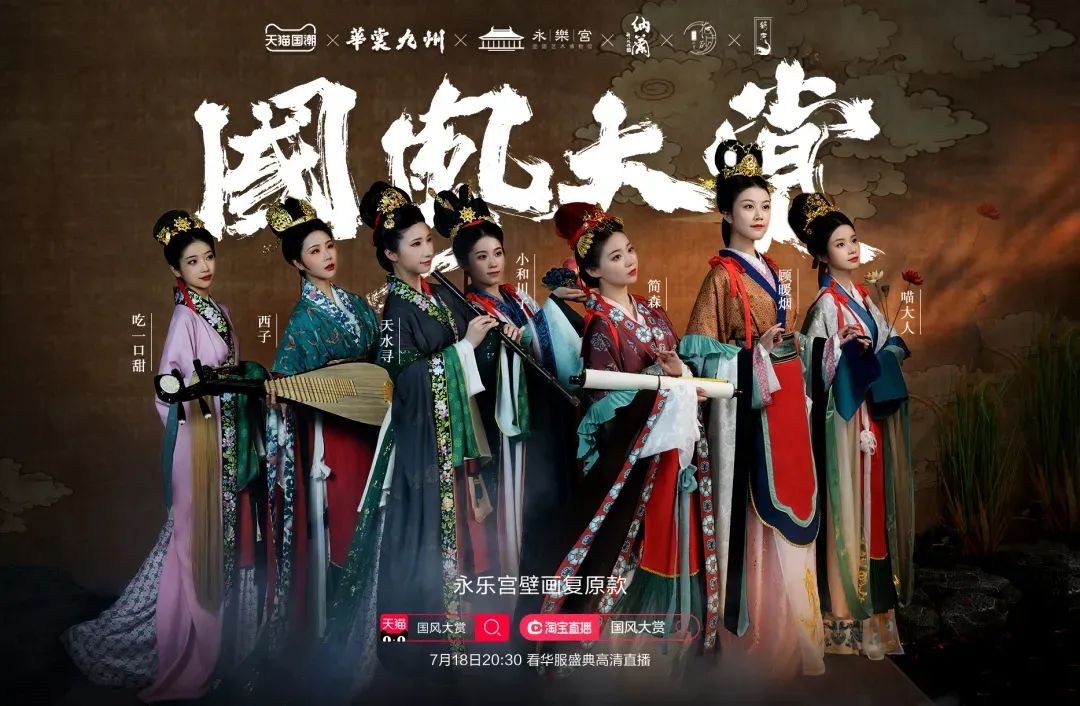 天猫国潮 × 華裳九州 × 永樂宮 × 纳蘭 × ×
國風大賞
吃一口甜
西子
天水寻
小和川子
简森
顾暖烟
喵大人
永乐宫壁画复原款
天猫 国风大赏 淘宝直播 国风大赏
7月18日20:30 看华服盛典高清直播